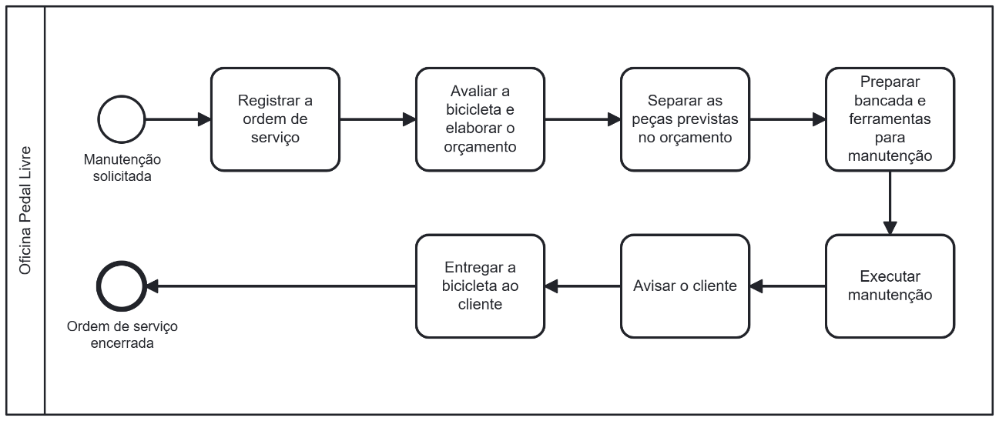 Oficina Pedal Livre
Manutenção
solicitada
Registrar a
ordem de
serviço
Avaliar a
bicicleta e
elaborar o
orçamento
Separar as
peças previstas
no orçamento
Preparar
bancada e
ferramentas
para
manutenção
Executar
manutenção
Avisar o cliente
Entregar a
bicicleta ao
cliente
Ordem de serviço
encerrada